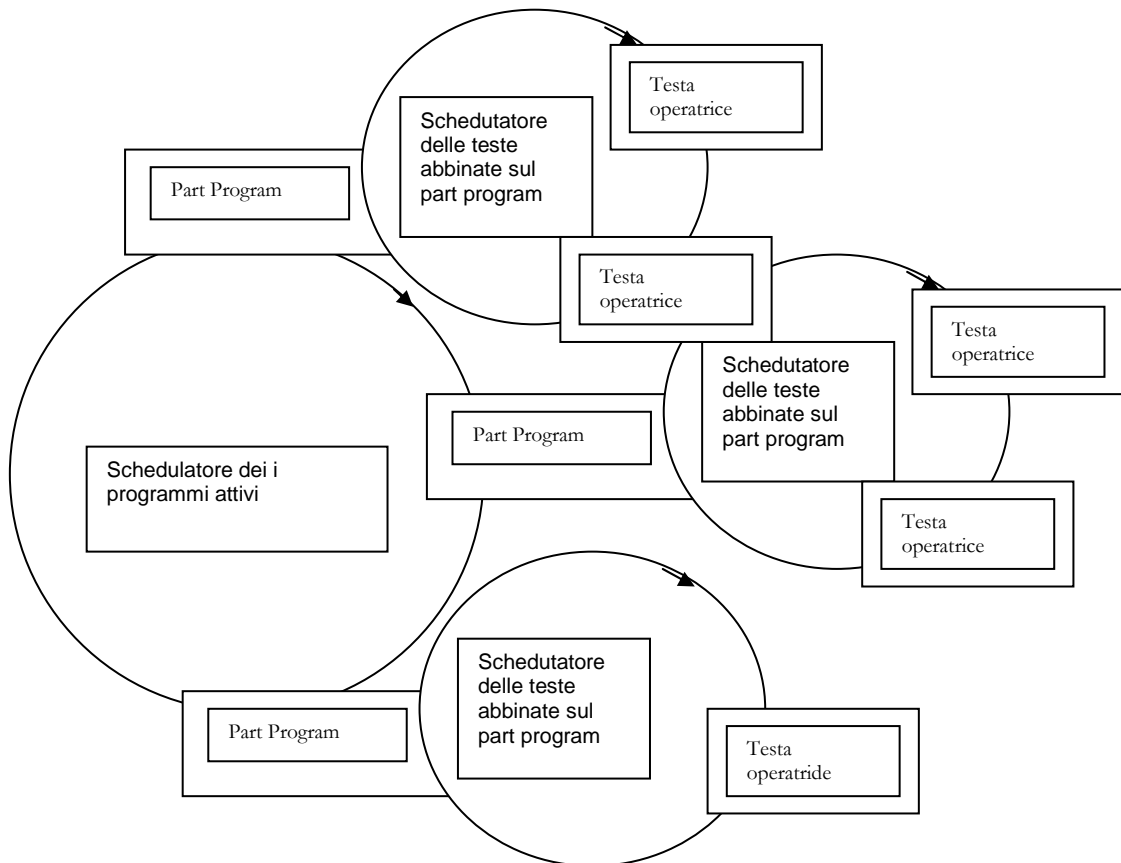 Testa
operatrice
Schedutatore
delle teste
abbinate sul
part program
Part Program
Testa
operatrice
Testa
operatrice
Schedutatore
delle teste
abbinate sul
part program
Part Program
Schedulatore dei i
programmi attivi
Testa
operatrice
Schedutatore
delle teste
abbinate sul
part program
Part Program
Testa
operatride